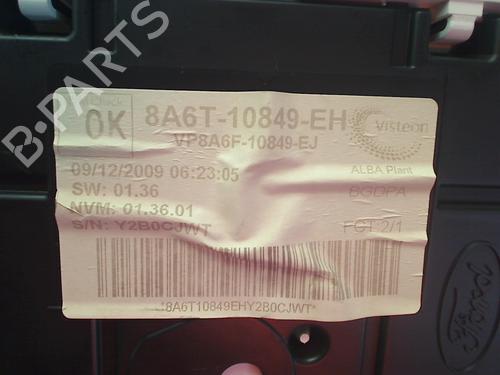 B-PARTS
Check
OK
8A6T-10849-EH
VP8A6F-10849-EJ
Visteon
09/12/2009 06:23:05
ALBA Plant
SW: 01.36
BGDPA
NVM: 01.36.01
S/N: Y2B0CJWT
FCT 2/1
*8A6T10849EHY2B0CJWT*
Ford